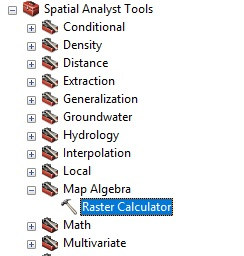 Spatial Analyst Tools
Conditional
Density
Distance
Extraction
Generalization
Groundwater
Hydrology
Interpolation
Local
Map Algebra
Raster Calculator
Math
Multivariate